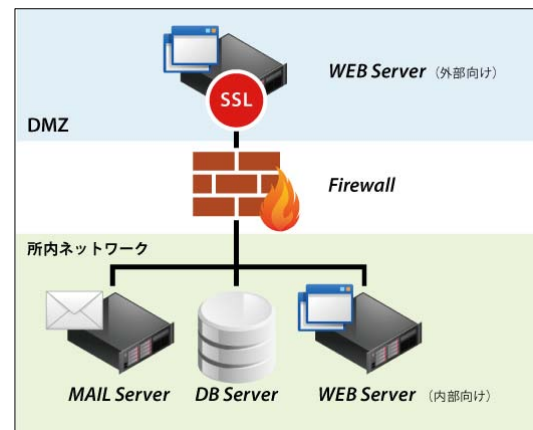 WEB Server （外部向け）
SSL
DMZ
Firewall
所内ネットワーク
MAIL Server
DB Server
WEB Server （内部向け）